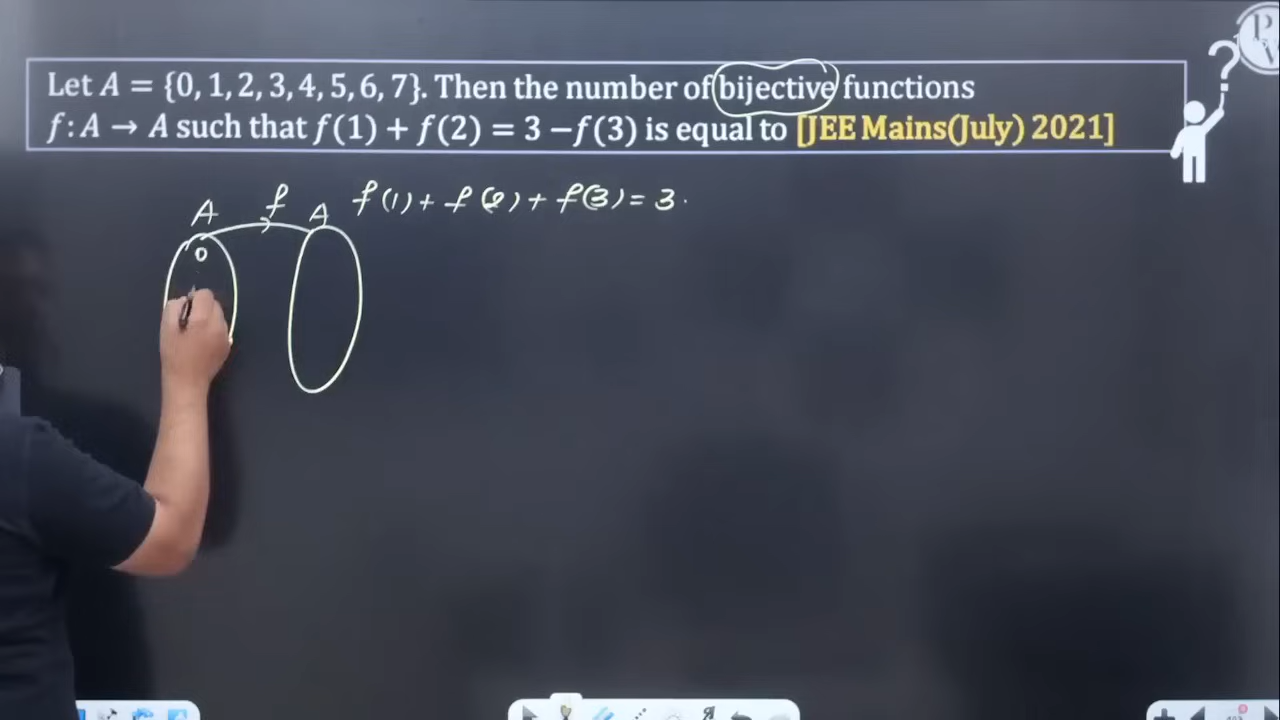 Let A = {0, 1, 2, 3, 4, 5, 6, 7}. Then the number of bijective functions
f: A → A such that f(1) + f(2) = 3 −f(3) is equal to [JEE Mains(July) 2021]
A f A f(1) + f(2) + f(3) = 3.
0